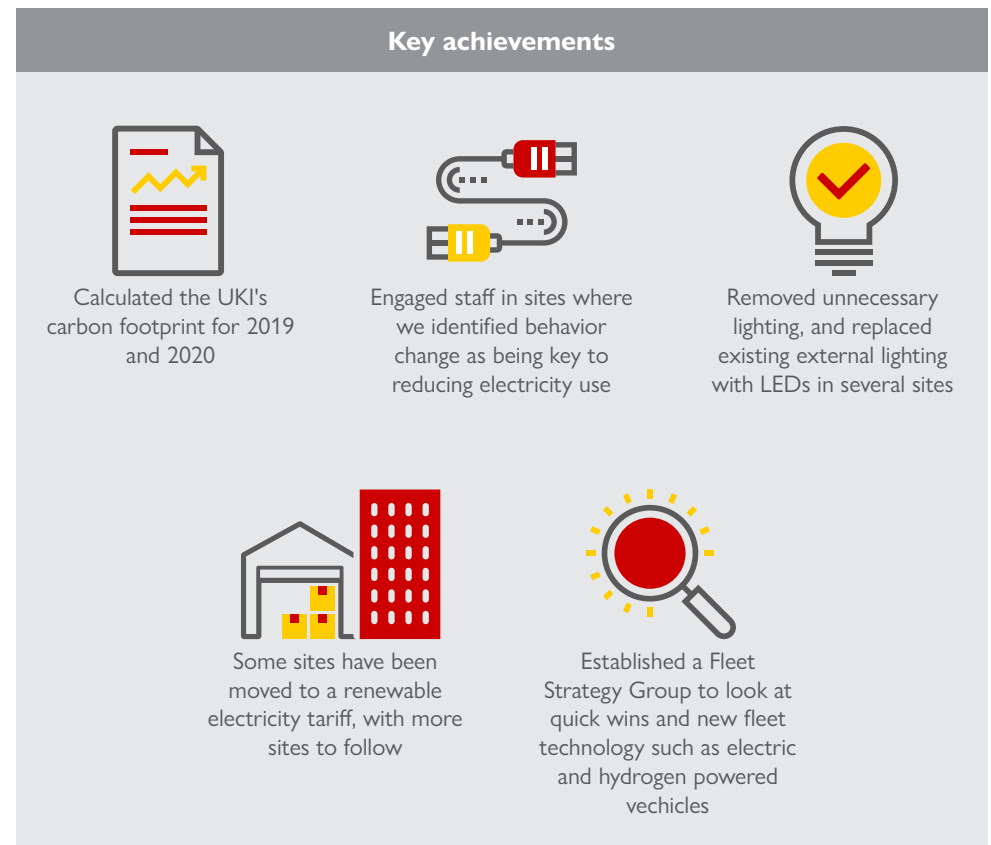 Key achievements
Calculated the UKI's
carbon footprint for 2019
and 2020
Engaged staff in sites where
we identified behavior
change as being key to
reducing electricity use
Removed unnecessary
lighting, and replaced
existing external lighting
with LEDs in several sites
Some sites have been
moved to a renewable
electricity tariff, with more
sites to follow
Established a Fleet
Strategy Group to look at
quick wins and new fleet
technology such as electric
and hydrogen powered
vechicles